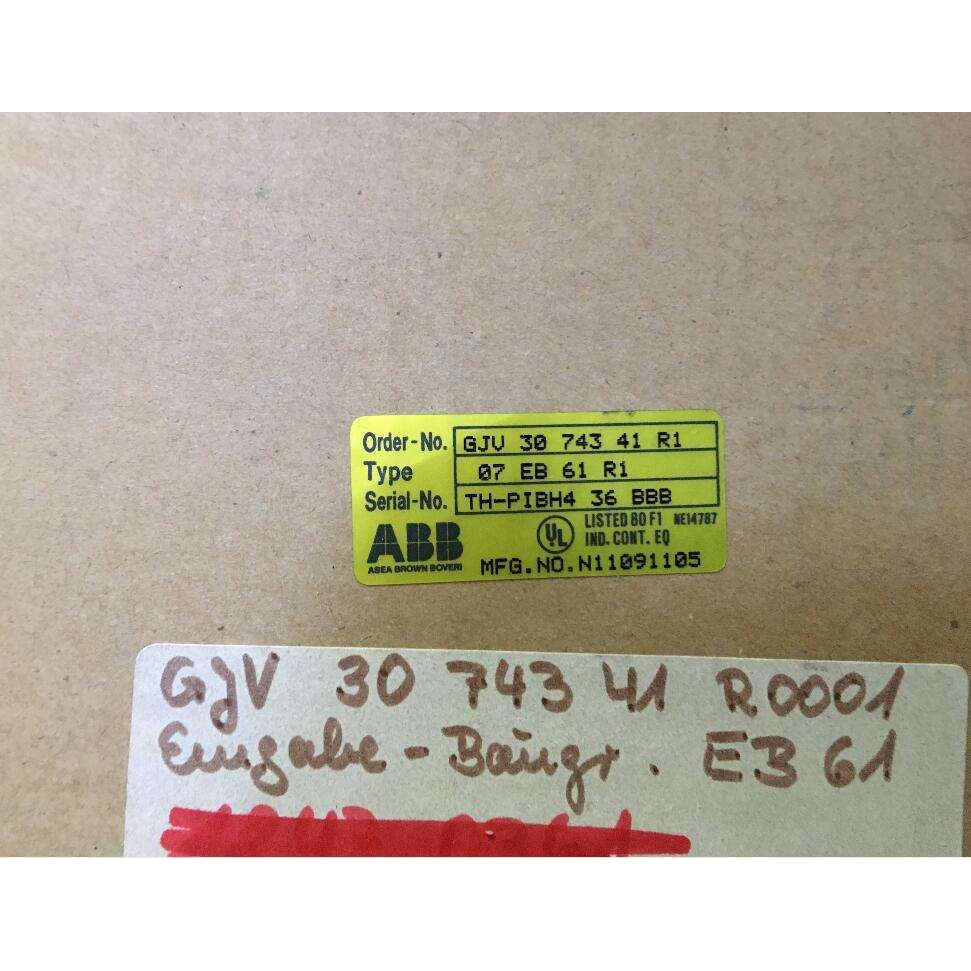 Order-No. GJV 30 743 41 R1
Type 07 EB 61 R1
Serial-No. TH-PIBH4 36 BBB
ABB
ASEA BROWN BOVERI
UL
LISTED 80 F1 NE14787
IND. CONT. EQ
MFG.NO.N11091105
GJV 30 743 41 R0001
Eingabe-Baugr. EB 61